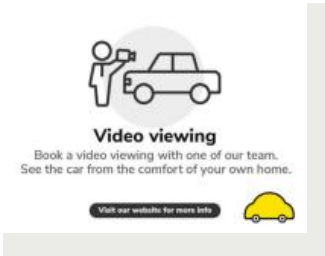 Video viewing
Book a video viewing with one of our team.
See the car from the comfort of your own home.
Visit our website for more info